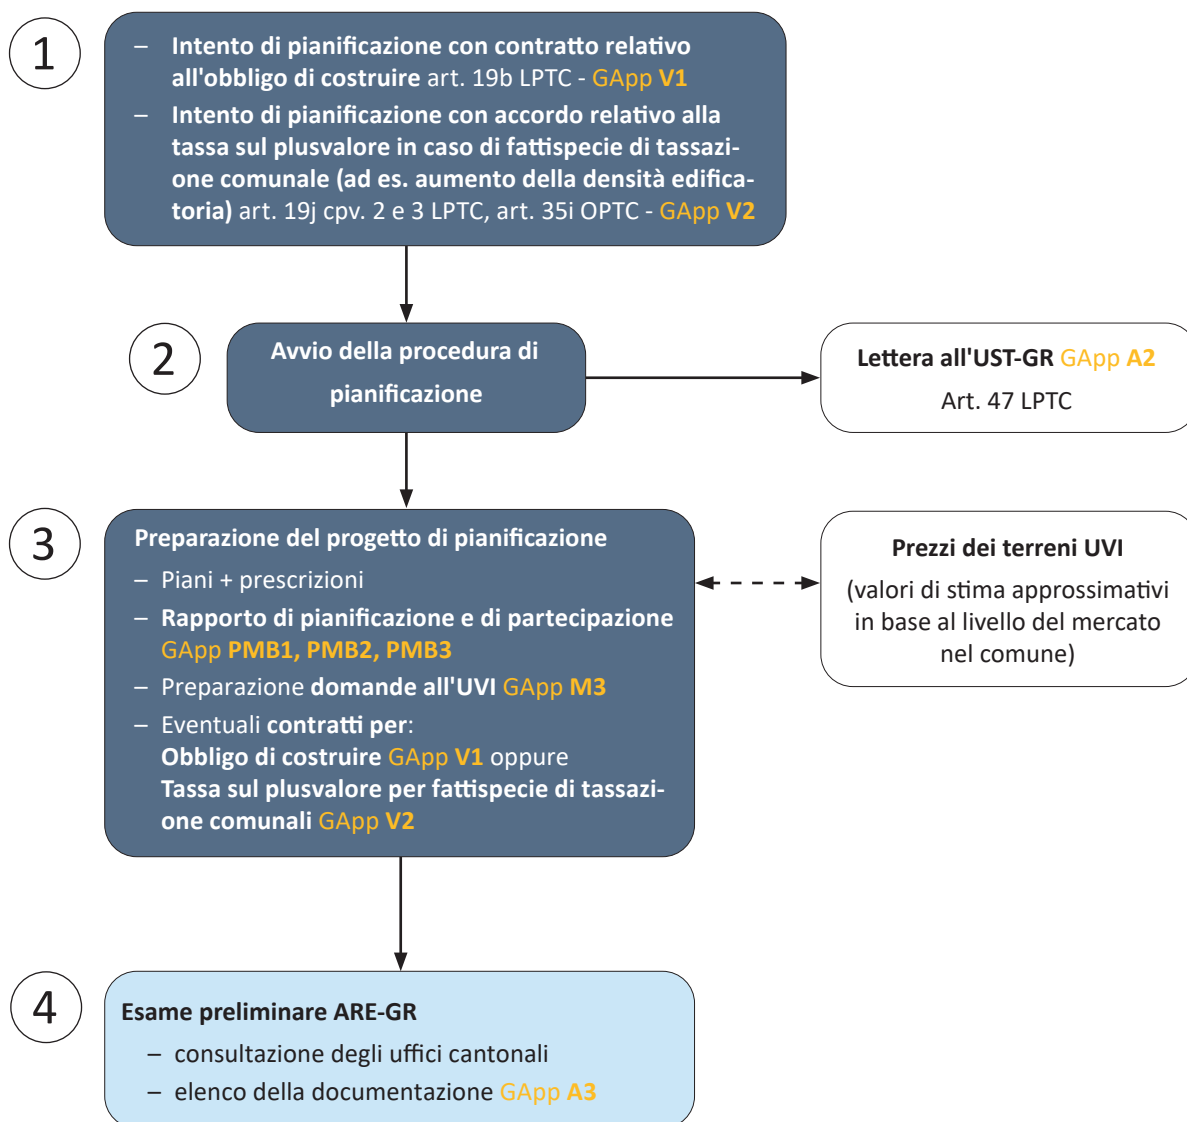 1
– Intento di pianificazione con contratto relativo
all'obbligo di costruire art. 19b LPTC - GApp V1
– Intento di pianificazione con accordo relativo alla
tassa sul plusvalore in caso di fattispecie di tassazi-
one comunale (ad es. aumento della densità edifica-
toria) art. 19j cpv. 2 e 3 LPTC, art. 35i OPTC - GApp V2
2
Avvio della procedura di
pianificazione
Lettera all'UST-GR GApp A2
Art. 47 LPTC
3
Preparazione del progetto di pianificazione
– Piani + prescrizioni
– Rapporto di pianificazione e di partecipazione
GApp PMB1, PMB2, PMB3
– Preparazione domande all'UVI GApp M3
– Eventuali contratti per:
Obbligo di costruire GApp V1 oppure
Tassa sul plusvalore per fattispecie di tassazi-
one comunali GApp V2
Prezzi dei terreni UVI
(valori di stima approssimativi
in base al livello del mercato
nel comune)
4
Esame preliminare ARE-GR
– consultazione degli uffici cantonali
– elenco della documentazione GApp A3